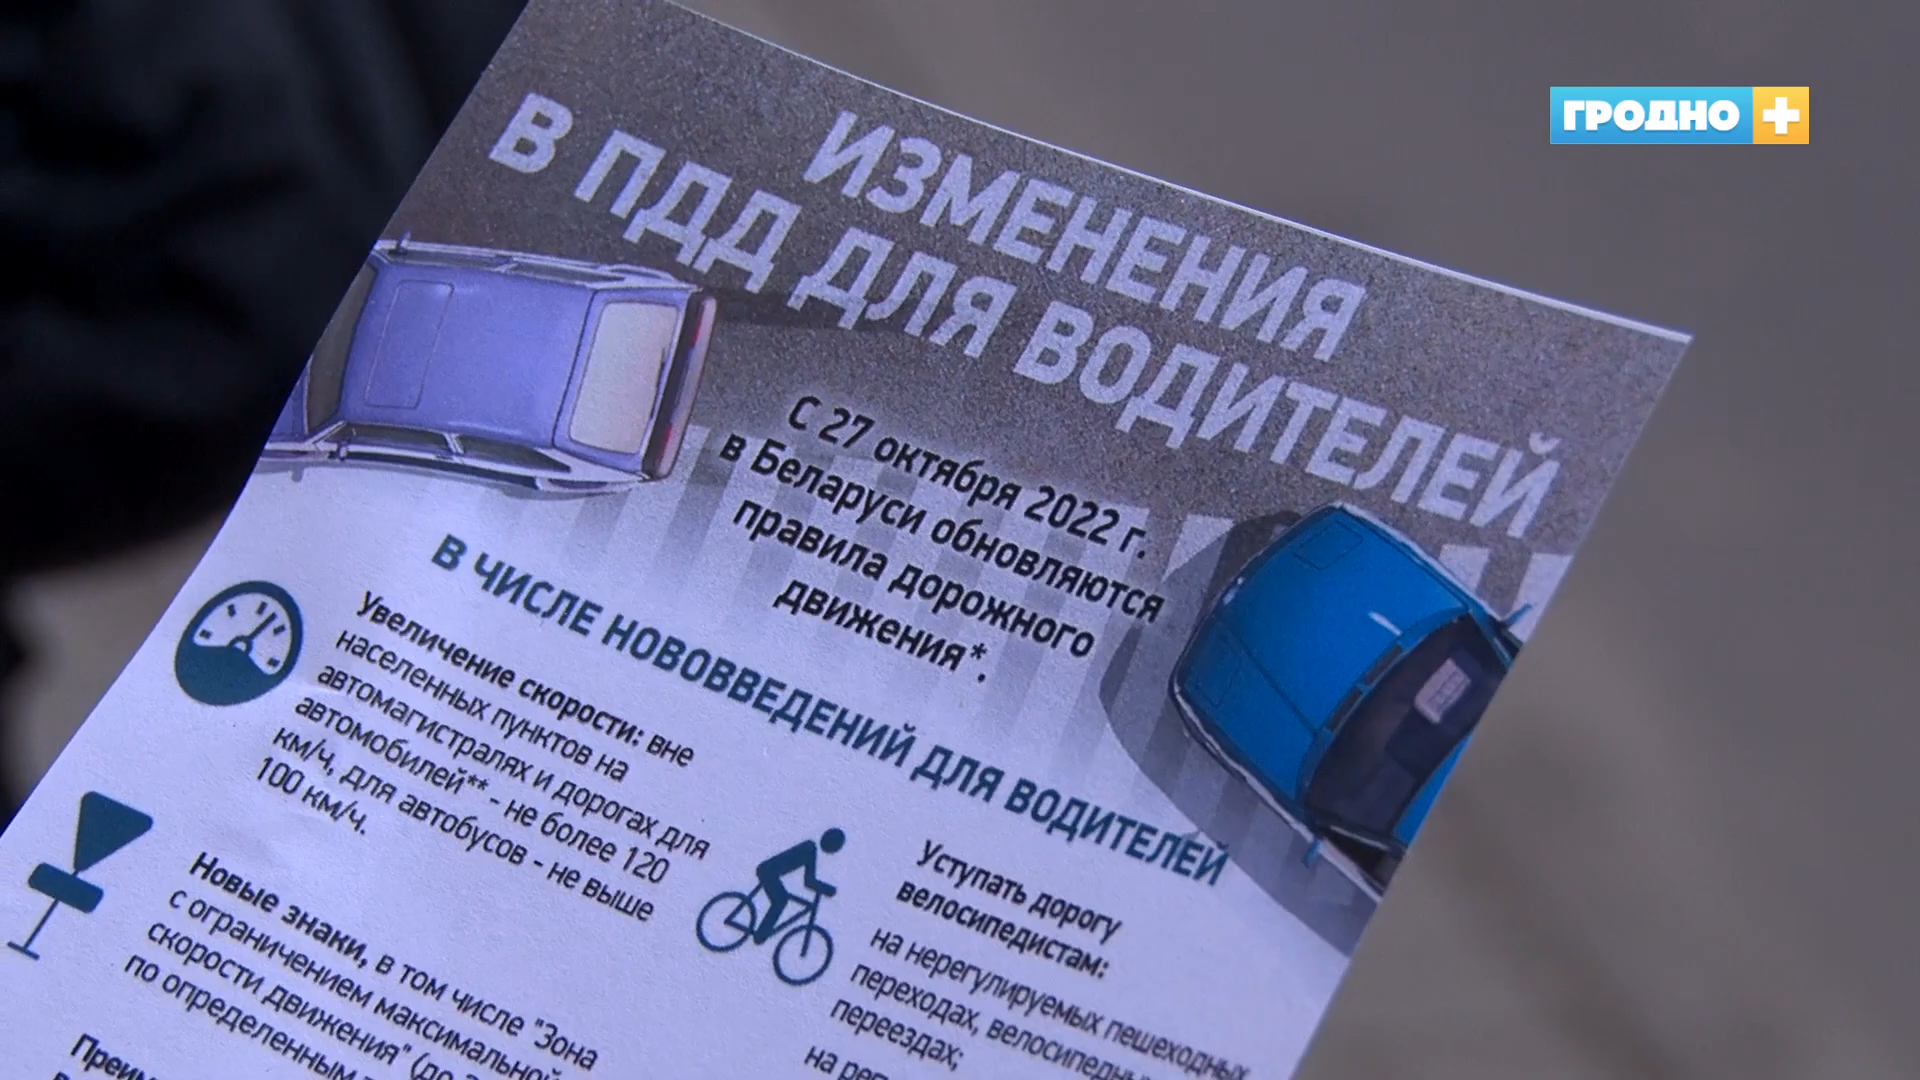 ГРОДНО +
ИЗМЕНЕНИЯ
В ПДД ДЛЯ ВОДИТЕЛЕЙ
С 27 октября 2022 г.
в Беларуси обновляются
правила дорожного
движения*.
В ЧИСЛЕ НОВОВВЕДЕНИЙ ДЛЯ ВОДИТЕЛЕЙ
Увеличение скорости: вне
населенных пунктов на
автомагистралях и дорогах для
автомобилей** - не более 120
км/ч, для автобусов - не выше
100 км/ч.
Новые знаки, в том числе "Зона
с ограничением максимальной
скорости движения" (до
по определенным
Уступать дорогу
велосипедистам:
на нерегулируемых пешеходных
переходах,
переездах;
на